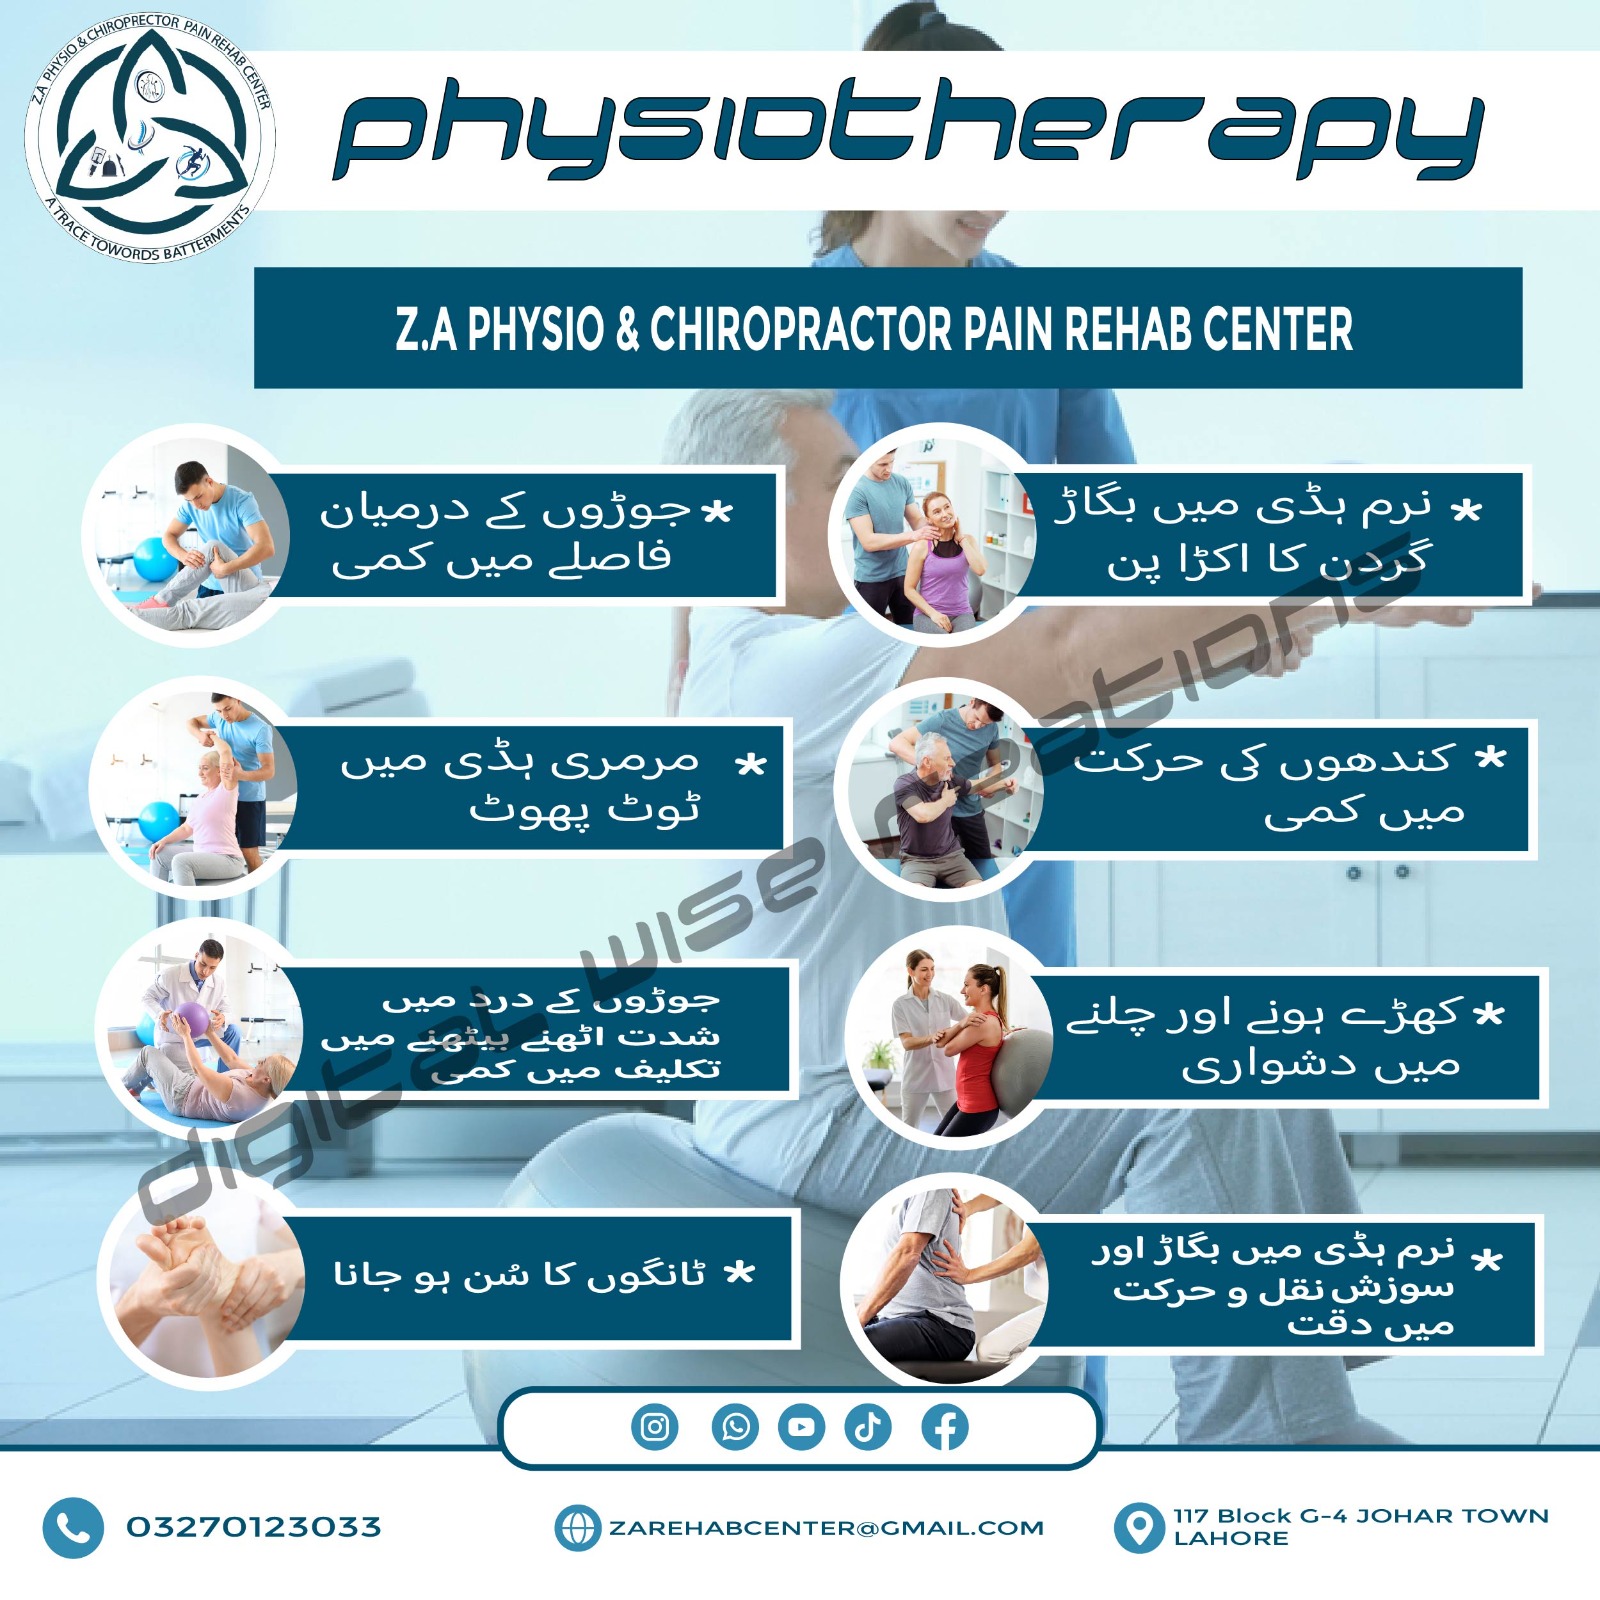 Z.A PHYSIO & CHIROPRECTOR PAIN REHAB CENTER
A TRACE TOWORDS BATTERMENTS
physiotherapy
Z.A PHYSIO & CHIROPRACTOR PAIN REHAB CENTER
* جوڑوں کے درمیان
فاصلے میں کمی
* نرم ہڈی میں بگاڑ
گردن کا اکڑا پن
* مرمری ہڈی میں
ٹوٹ پھوٹ
* کندھوں کی حرکت
میں کمی
جوڑوں کے درد میں
شدت اٹھنے بیٹھنے میں
تکلیف میں کمی
* کھڑے ہونے اور چلنے
میں دشواری
* ٹانگوں کا سُن ہو جانا
* نرم ہڈی میں بگاڑ اور
سوزش نقل و حرکت
میں دقت
digital wise creations
03270123033
ZAREHABCENTER@GMAIL.COM
117 Block G-4 JOHAR TOWN
LAHORE